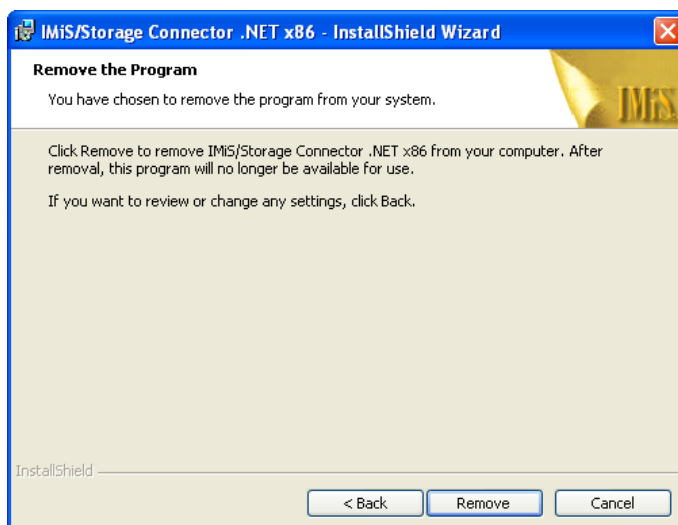 IMiS/Storage Connector .NET x86 - InstallShield Wizard
Remove the Program
You have chosen to remove the program from your system.
IMiS
Click Remove to remove IMiS/Storage Connector .NET x86 from your computer. After
removal, this program will no longer be available for use.
If you want to review or change any settings, click Back.
InstallShield
< Back
Remove
Cancel